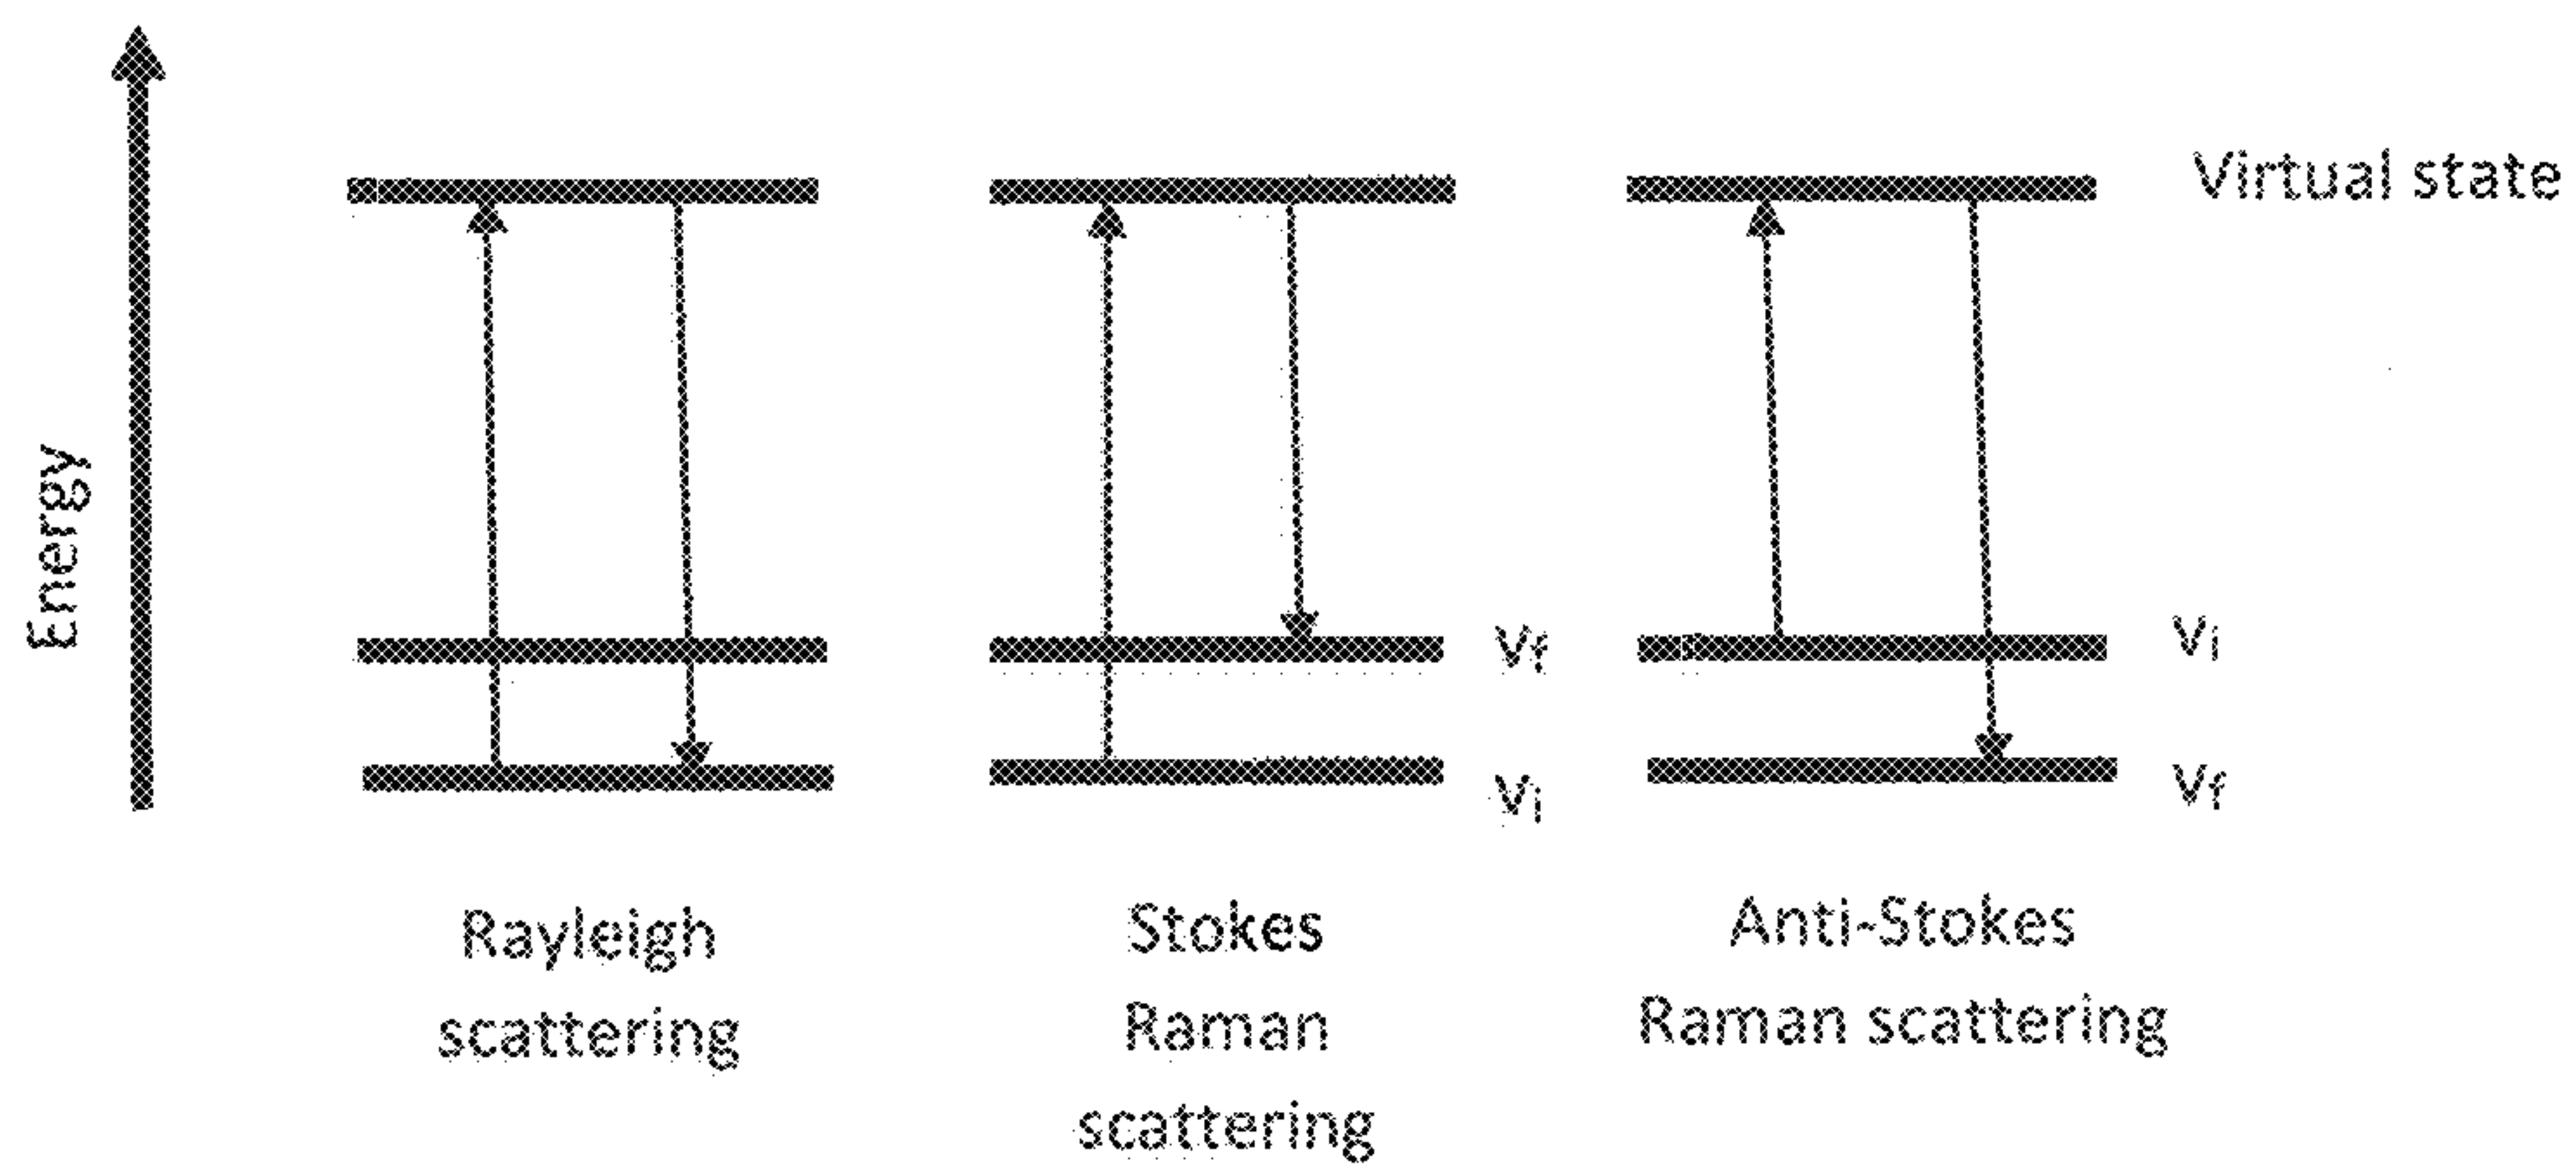 Energy
Virtual state
Vf
Vi
Vi
Vf
Rayleigh
scattering
Stokes
Raman
scattering
Anti-Stokes
Raman scattering